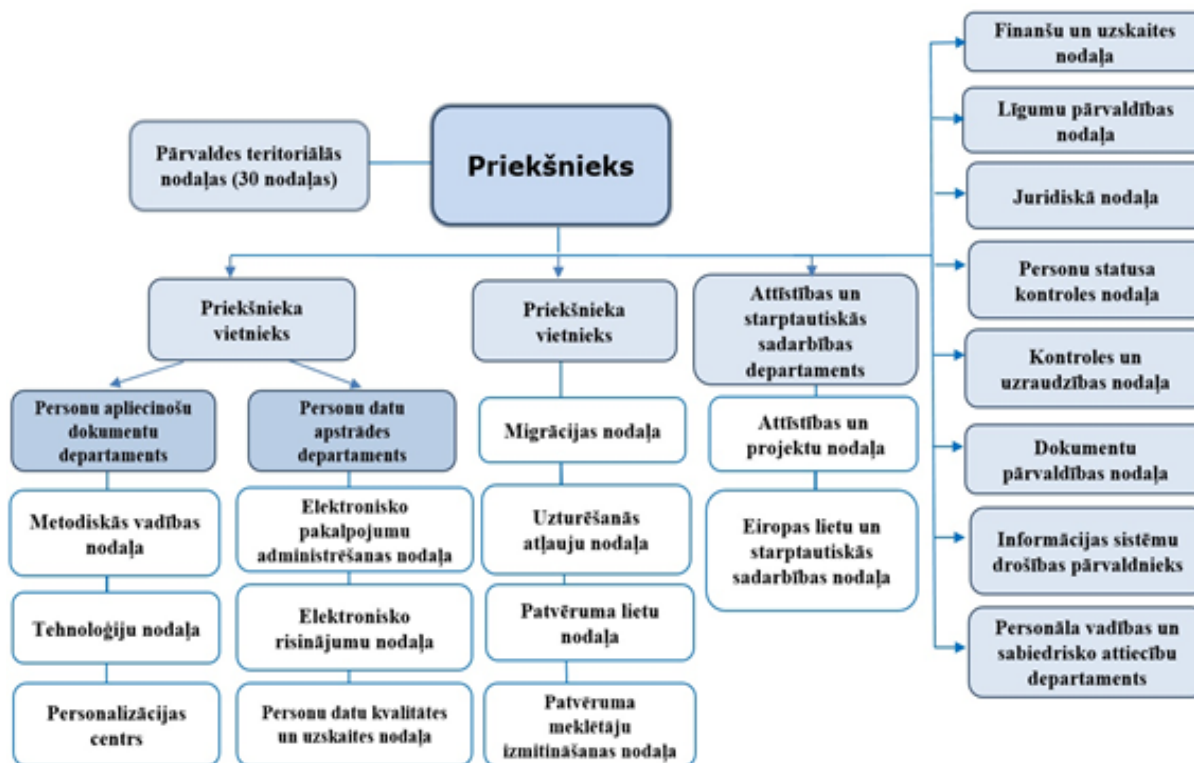 Finanšu un uzskaites
nodaļa
Līgumu pārvaldības
nodaļa
Pārvaldes teritoriālās
nodaļas (30 nodaļas)
Priekšnieks
Juridiskā nodaļa
Personu statusa
kontroles nodaļa
Priekšnieka
vietnieks
Priekšnieka
vietnieks
Attīstības un
starptautiskās
sadarbības
departaments
Kontroles un
uzraudzības nodaļa
Personu apliecinošu
dokumentu
departaments
Personu datu
apstrādes
departaments
Migrācijas nodaļa
Attīstības un
projektu nodaļa
Dokumentu
pārvaldības nodaļa
Metodiskās vadības
nodaļa
Elektronisko
pakalpojumu
administrēšanas nodaļa
Uzturēšanās
atļauju nodaļa
Eiropas lietu un
starptautiskās
sadarbības nodaļa
Informācijas sistēmu
drošības pārvaldnieks
Tehnoloģiju nodaļa
Elektronisko
risinājumu nodaļa
Patvēruma lietu
nodaļa
Personāla vadības un
sabiedrisko attiecību
departaments
Personalizācijas
centrs
Personu datu kvalitātes
un uzskaites nodaļa
Patvēruma
meklētāju
izmitināšanas nodaļa